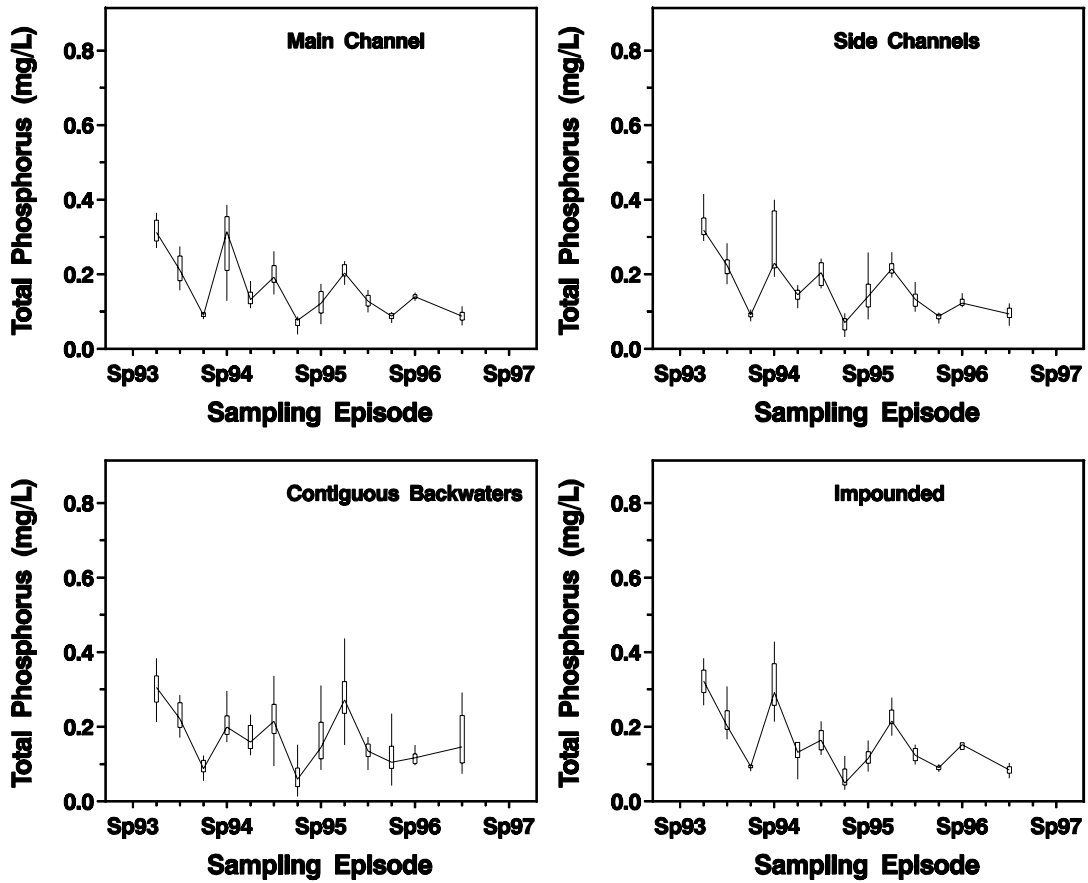 Main Channel
Total Phosphorus (mg/L)
0.8
0.6
0.4
0.2
0.0
Sp93 Sp94 Sp95 Sp96 Sp97
Sampling Episode
Side Channels
Total Phosphorus (mg/L)
0.8
0.6
0.4
0.2
0.0
Sp93 Sp94 Sp95 Sp96 Sp97
Sampling Episode
Contiguous Backwaters
Total Phosphorus (mg/L)
0.8
0.6
0.4
0.2
0.0
Sp93 Sp94 Sp95 Sp96 Sp97
Sampling Episode
Impounded
Total Phosphorus (mg/L)
0.8
0.6
0.4
0.2
0.0
Sp93 Sp94 Sp95 Sp96 Sp97
Sampling Episode